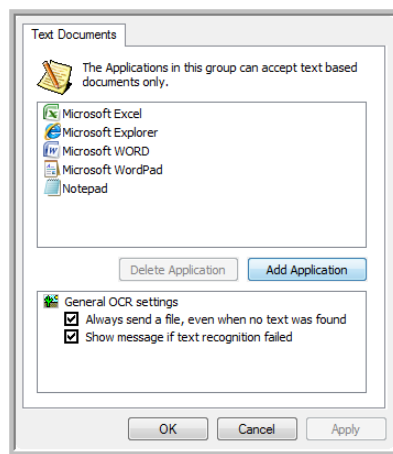 Text Documents
The Applications in this group can accept text based
documents only.
Microsoft Excel
Microsoft Explorer
Microsoft WORD
Microsoft WordPad
Notepad
Delete Application
Add Application
General OCR settings
Always send a file, even when no text was found
Show message if text recognition failed
OK
Cancel
Apply